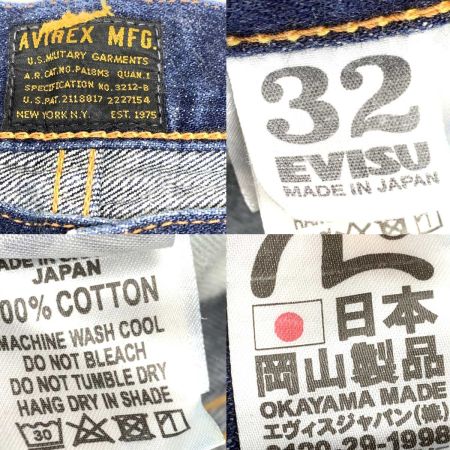 AVIREX MFG.
U.S. MILITARY GARMENTS
A.R. CAT. NO. PA18M3 QUAN. 1
SPECIFICATION NO. 3212-B
U.S. PAT. 2118817 2227154
NEW YORK N.Y. EST. 1975
32
EVISU
MADE IN JAPAN
JAPAN
100% COTTON
MACHINE WASH COOL
DO NOT BLEACH
DO NOT TUMBLE DRY
HANG DRY IN SHADE
30
日本
岡山製品
OKAYAMA MADE
エヴィスジャパン(株)
0120-29-1998